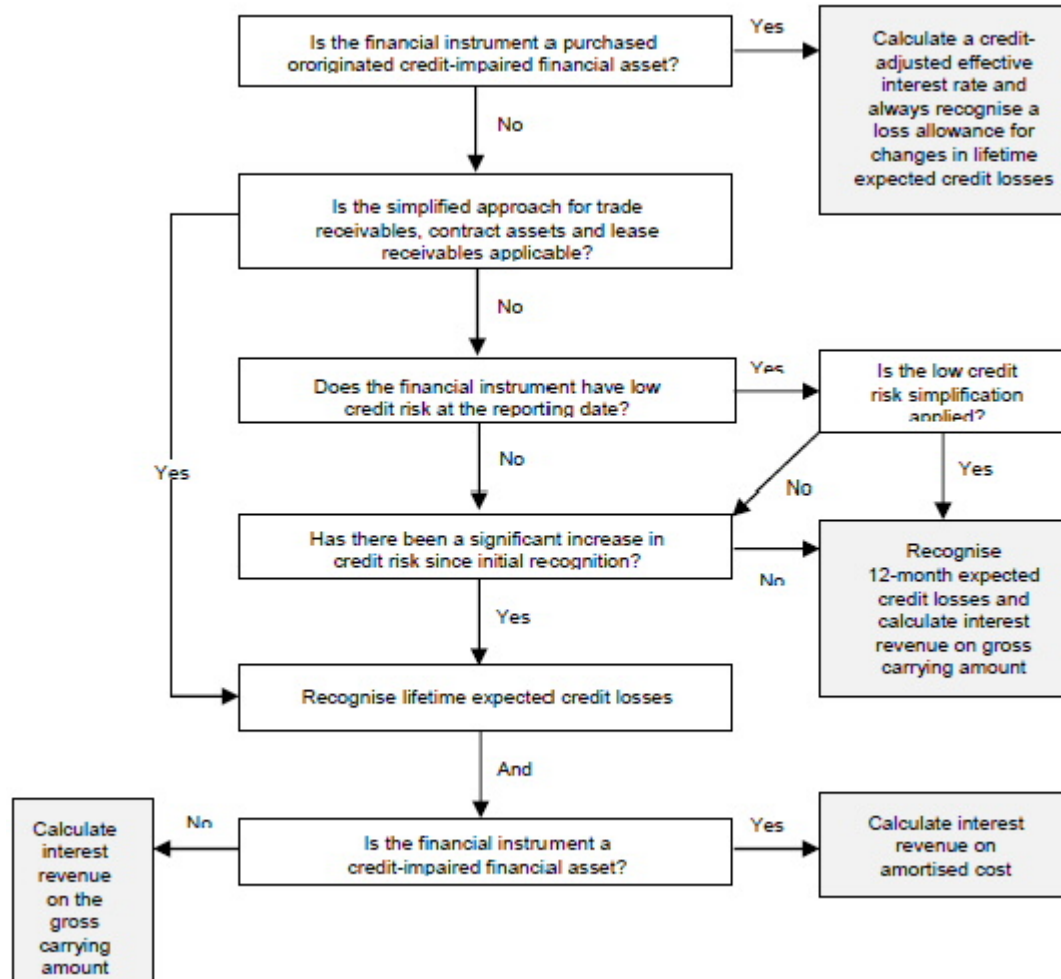 Is the financial instrument a purchased
ororiginated credit-impaired financial asset?
Yes
Calculate a credit-
adjusted effective
interest rate and
always recognise a
loss allowance for
changes in lifetime
expected credit losses
No
Is the simplified approach for trade
receivables, contract assets and lease
receivables applicable?
No
Does the financial instrument have low
credit risk at the reporting date?
Yes
Is the low credit
risk simplification
applied?
Yes
No
No
Yes
Has there been a significant increase in
credit risk since initial recognition?
No
Recognise
12-month expected
credit losses and
calculate interest
revenue on gross
carrying amount
Yes
Recognise lifetime expected credit losses
And
Is the financial instrument a
credit-impaired financial asset?
No
Calculate
interest
revenue
on the
gross
carrying
amount
Yes
Calculate interest
revenue on
amortised cost